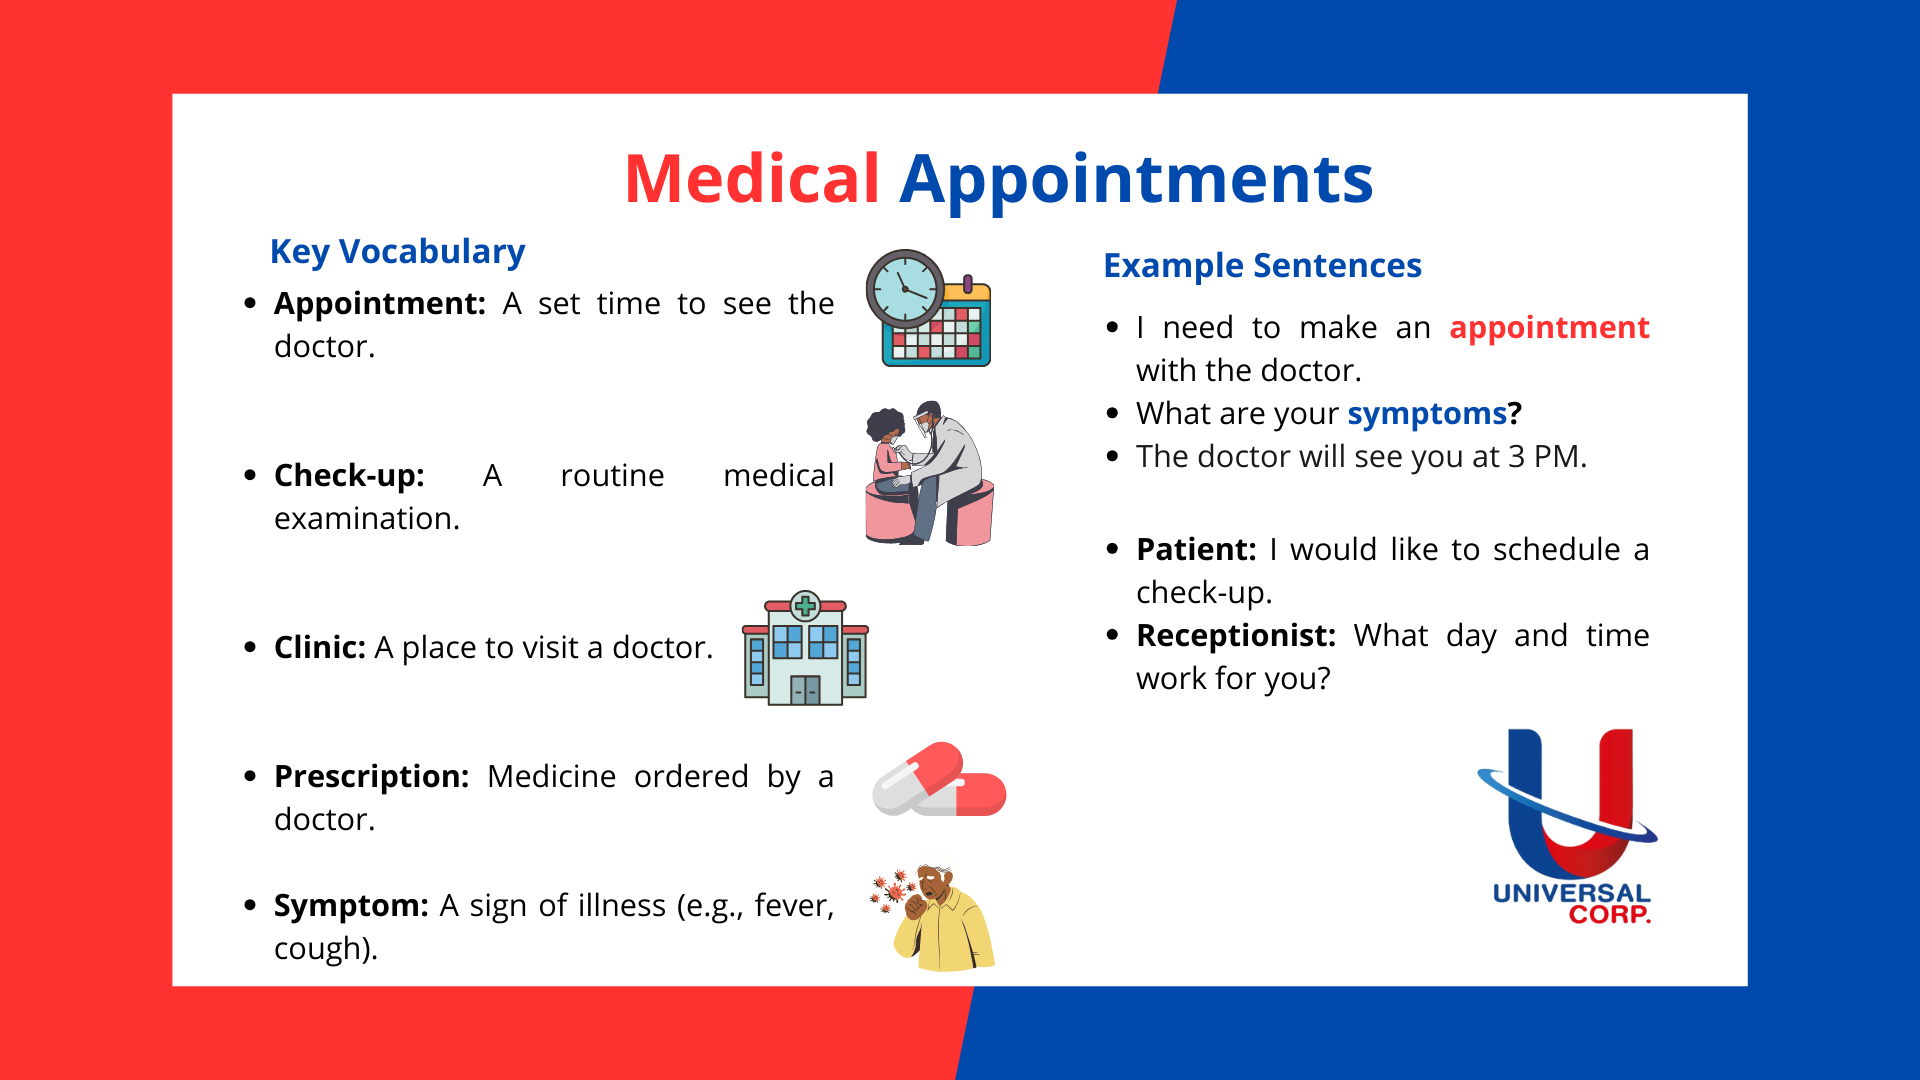 Medical Appointments
Key Vocabulary
Appointment: A set time to see the
doctor.
Check-up: A routine medical
examination.
Clinic: A place to visit a doctor.
Prescription: Medicine ordered by a
doctor.
Symptom: A sign of illness (e.g., fever,
cough).
Example Sentences
I need to make an appointment
with the doctor.
What are your symptoms?
The doctor will see you at 3 PM.
Patient: I would like to schedule a
check-up.
Receptionist: What day and time
work for you?
UNIVERSAL
CORP.